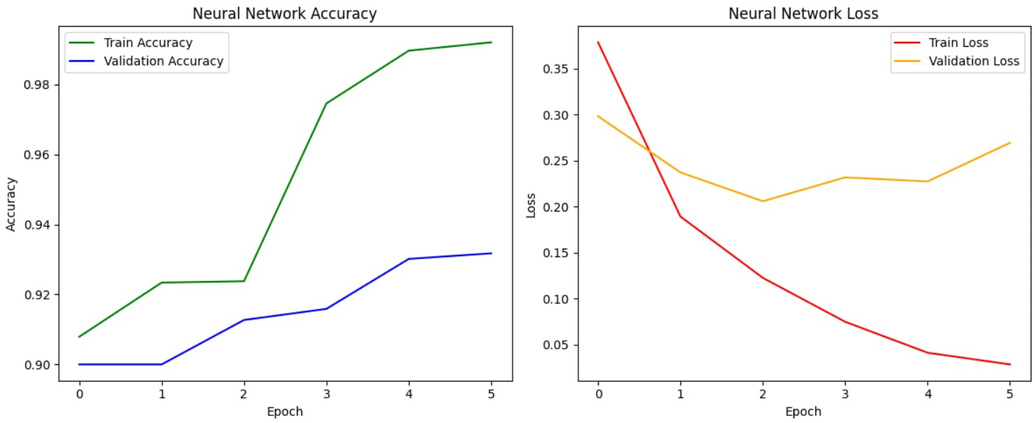 Neural Network Accuracy
Train Accuracy
Validation Accuracy
0.98
0.96
0.94
0.92
0.90
Accuracy
0 1 2 3 4 5
Epoch
Neural Network Loss
Train Loss
Validation Loss
0.35
0.30
0.25
0.20
0.15
0.10
0.05
Loss
0 1 2 3 4 5
Epoch